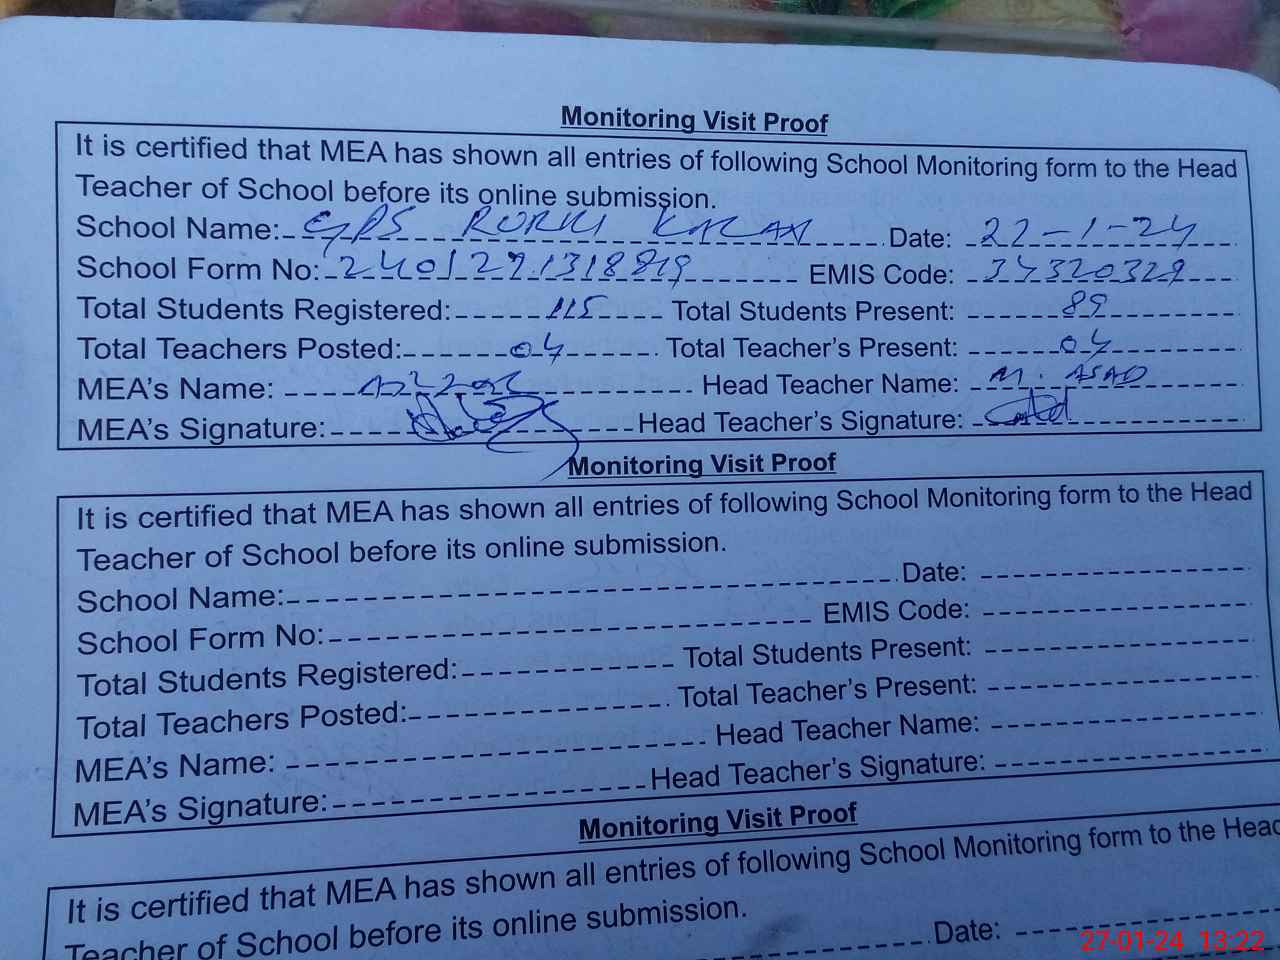 Monitoring Visit Proof
It is certified that MEA has shown all entries of following School Monitoring form to the Head
Teacher of School before its online submission.
School Name: GPS RORKI Date: 27-1-24
School Form No: 240127.1318819 EMIS Code: 34320329
Total Students Registered: 115 Total Students Present: 89
Total Teachers Posted: 04 Total Teacher's Present: 04
MEA's Name: Head Teacher Name: M. ASAD
MEA's Signature: Head Teacher's Signature:
Monitoring Visit Proof
It is certified that MEA has shown all entries of following School Monitoring form to the Head
Teacher of School before its online submission.
School Name: Date:
School Form No: EMIS Code:
Total Students Registered: Total Students Present:
Total Teachers Posted: Total Teacher's Present:
MEA's Name: Head Teacher Name:
MEA's Signature: Head Teacher's Signature:
Monitoring Visit Proof
It is certified that MEA has shown all entries of following School Monitoring form to the Head
Teacher of School before its online submission.
Date:
27-01-24 13:22